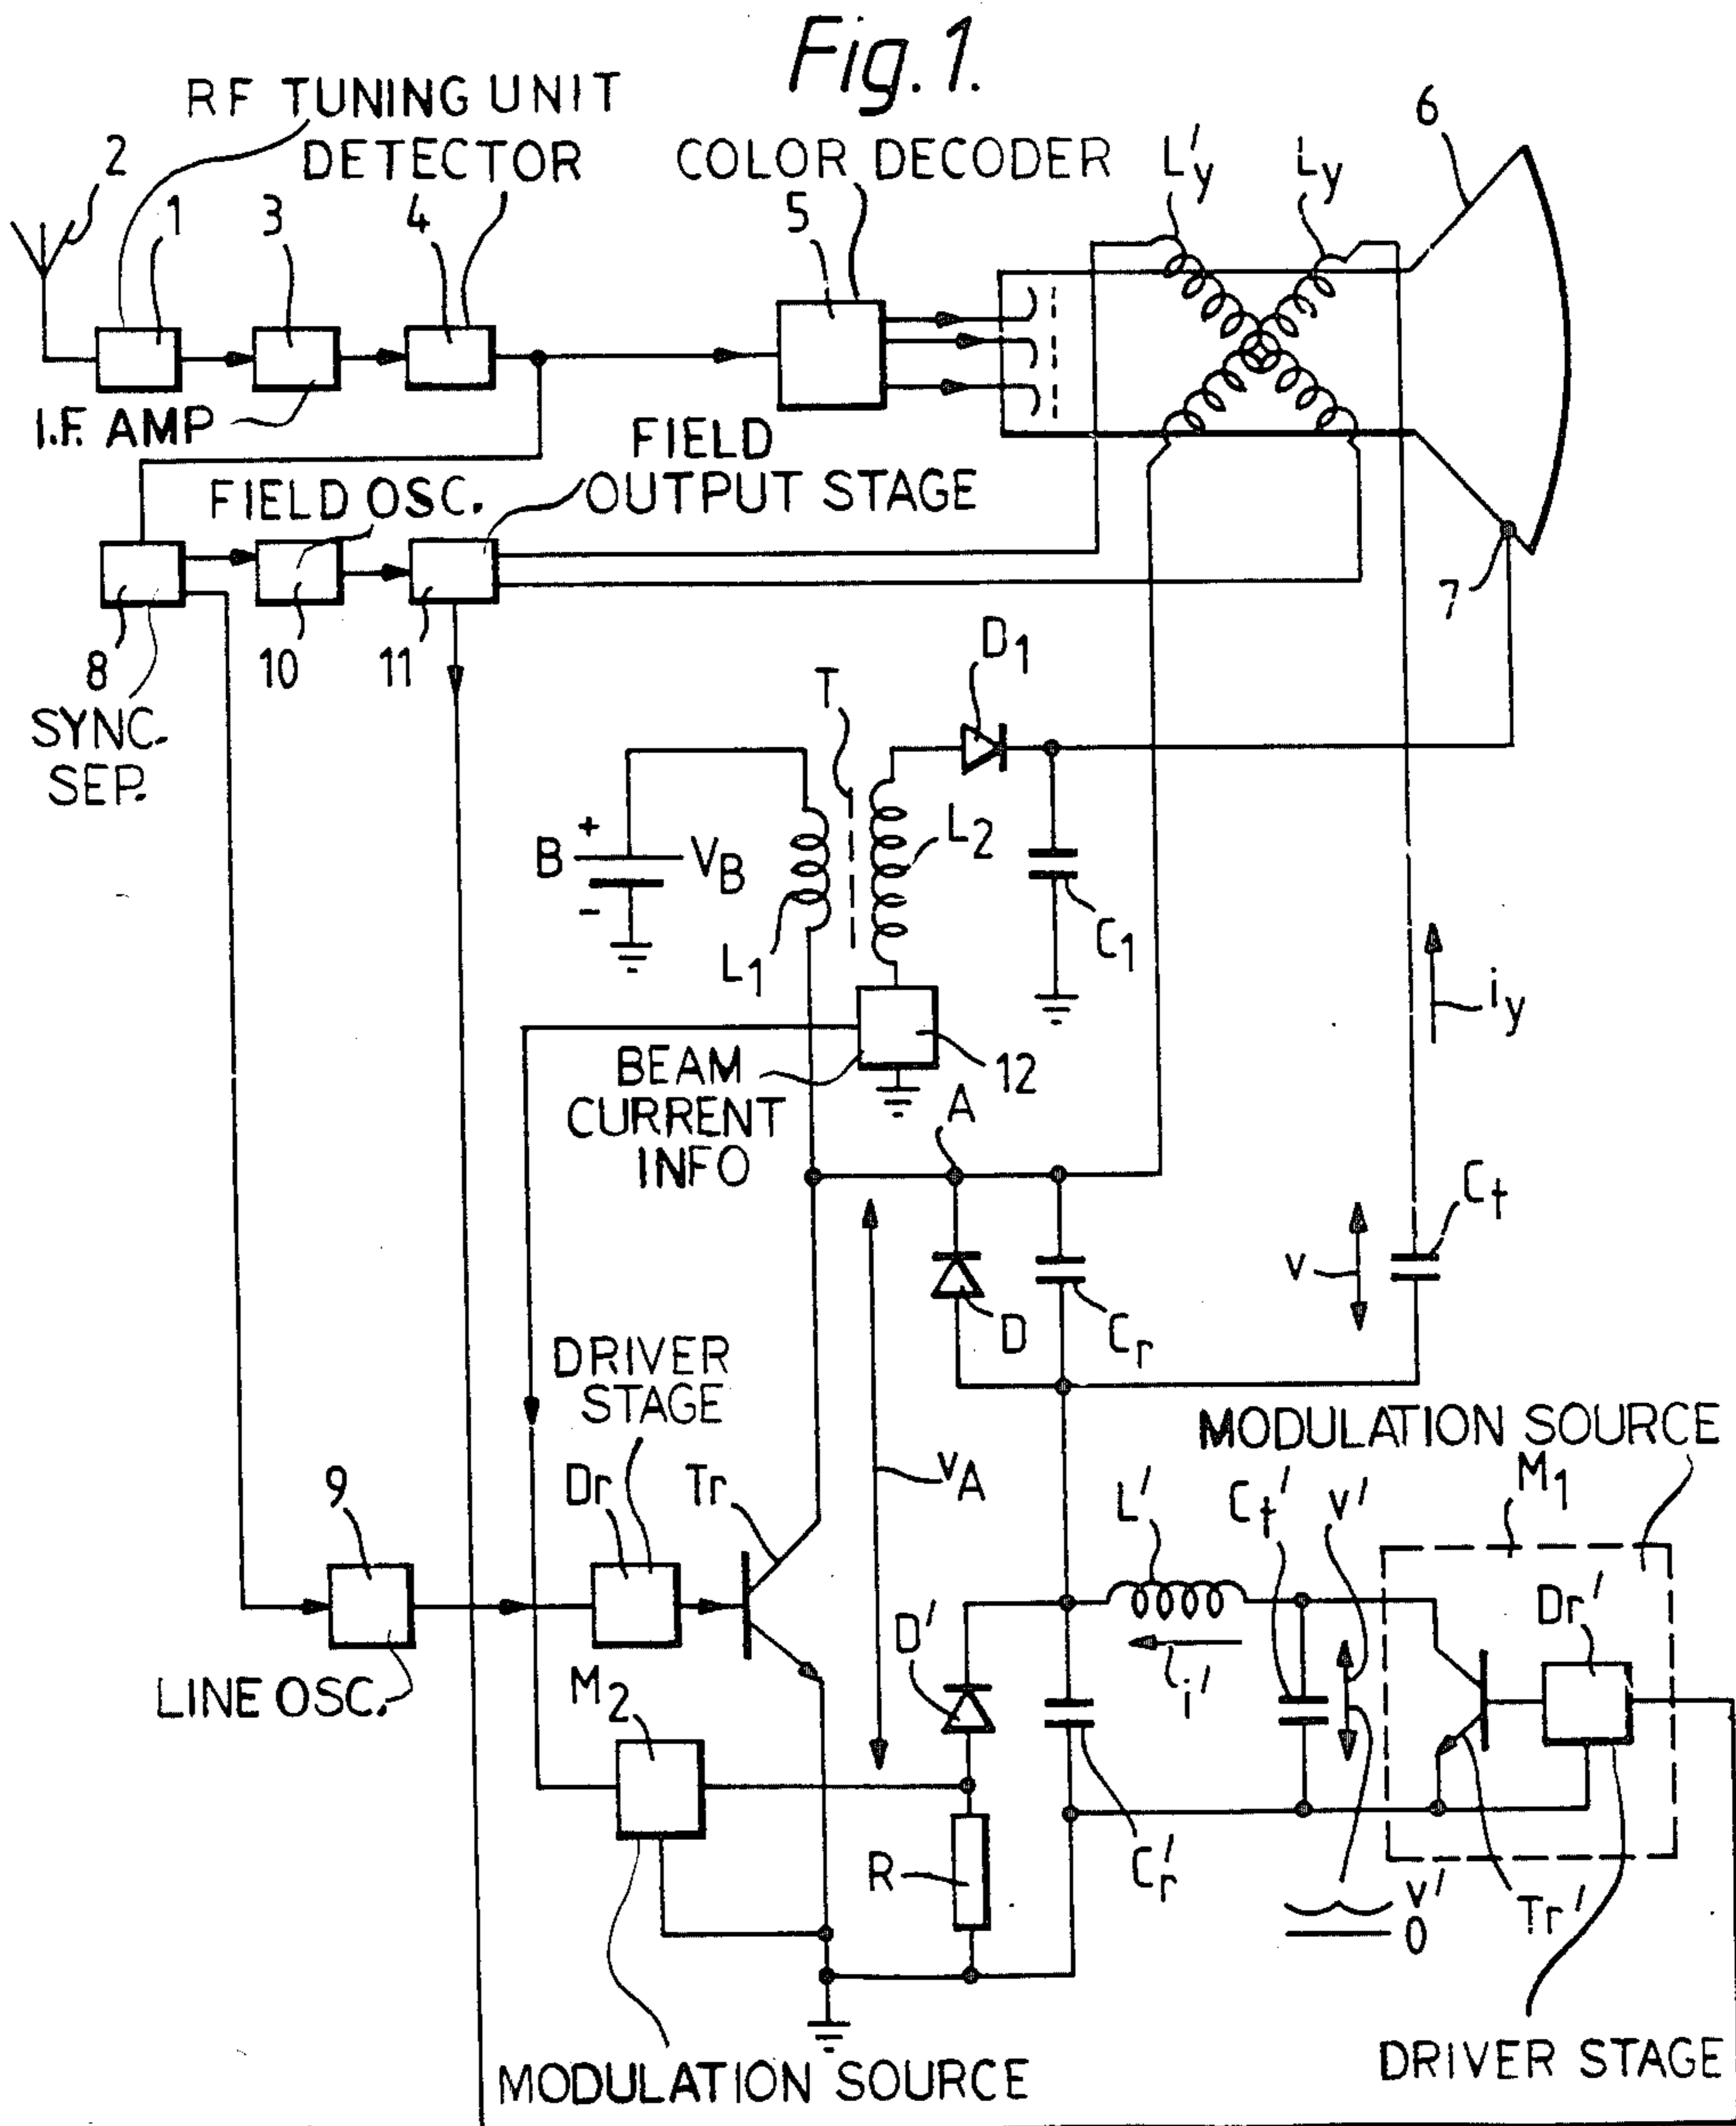 Fig. 1.
RF TUNING UNIT
DETECTOR
COLOR DECODER
L'y
Ly
6
2
1
3
4
5
I.F. AMP
FIELD
OUTPUT STAGE
FIELD OSC.
7
8
10
11
SYNC.
SEP.
T
D1
B
+
-
VB
L1
L2
C1
iy
BEAM
CURRENT
INFO
12
A
Ct
v
D
Cr
DRIVER
STAGE
MODULATION SOURCE
9
Dr
Tr
vA
L'
Ct'
v'
M1
D'
i'
Dr'
LINE OSC.
M2
R
Cr'
v'
0
Tr'
MODULATION SOURCE
DRIVER STAGE